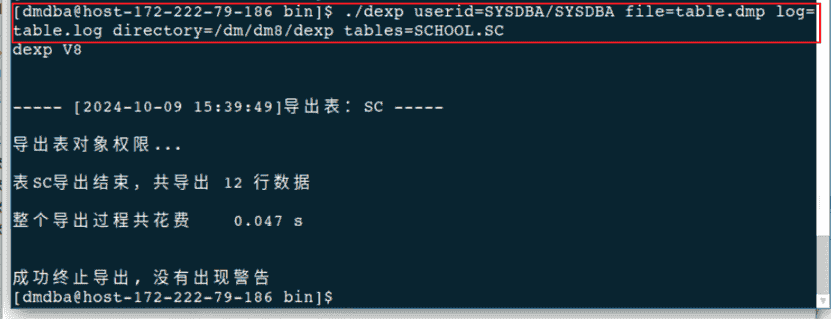 [dmdba@host-172-222-79-186 bin]$ ./dexp userid=SYSDBA/SYSDBA file=table.dmp log=
table.log directory=/dm/dm8/dexp tables=SCHOOL.SC
dexp V8
----- [2024-10-09 15:39:49]导出表：SC -----
导出表对象权限...
表SC导出结束，共导出 12 行数据
整个导出过程共花费    0.047 s
成功终止导出，没有出现警告
[dmdba@host-172-222-79-186 bin]$